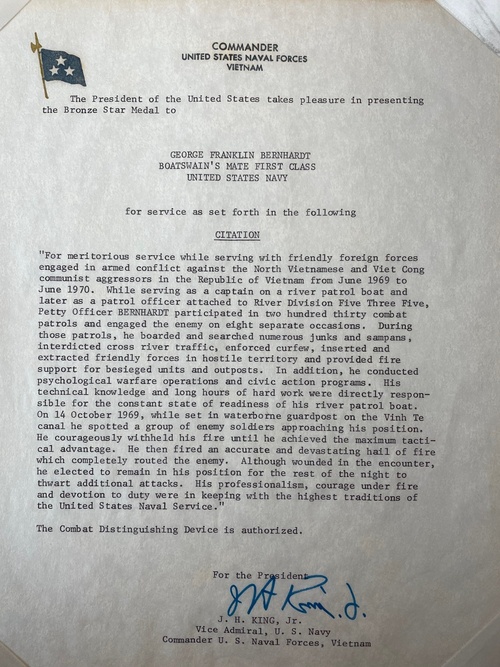 COMMANDER
UNITED STATES NAVAL FORCES
VIETNAM
The President of the United States takes pleasure in presenting
the Bronze Star Medal to
GEORGE FRANKLIN BERNHARDT
BOATSWAIN'S MATE FIRST CLASS
UNITED STATES NAVY
for service as set forth in the following
CITATION
"For meritorious service while serving with friendly foreign forces
engaged in armed conflict against the North Vietnamese and Viet Cong
communist aggressors in the Republic of Vietnam from June 1969 to
June 1970. While serving as a captain on a river patrol boat and
later as a patrol officer attached to River Division Five Three Five,
Petty Officer BERNHARDT participated in two hundred thirty combat
patrols and engaged the enemy on eight separate occasions. During
those patrols, he boarded and searched numerous junks and sampans,
interdicted cross river traffic, enforced curfew, inserted and
extracted friendly forces in hostile territory and provided fire
support for besieged units and outposts. In addition, he conducted
psychological warfare operations and civic action programs. His
technical knowledge and long hours of hard work were directly respon-
sible for the constant state of readiness of his river patrol boat.
On 14 October 1969, while set in waterborne guardpost on the Vinh Te
canal he spotted a group of enemy soldiers approaching his position.
He courageously withheld his fire until he achieved the maximum tacti-
cal advantage. He then fired an accurate and devastating hail of fire
which completely routed the enemy. Although wounded in the encounter,
he elected to remain in his position for the rest of the night to
thwart additional attacks. His professionalism, courage under fire
and devotion to duty were in keeping with the highest traditions of
the United States Naval Service."
The Combat Distinguishing Device is authorized.
For the President
J H King, Jr.
J. H. KING, Jr.
Vice Admiral, U. S. Navy
Commander U. S. Naval Forces, Vietnam